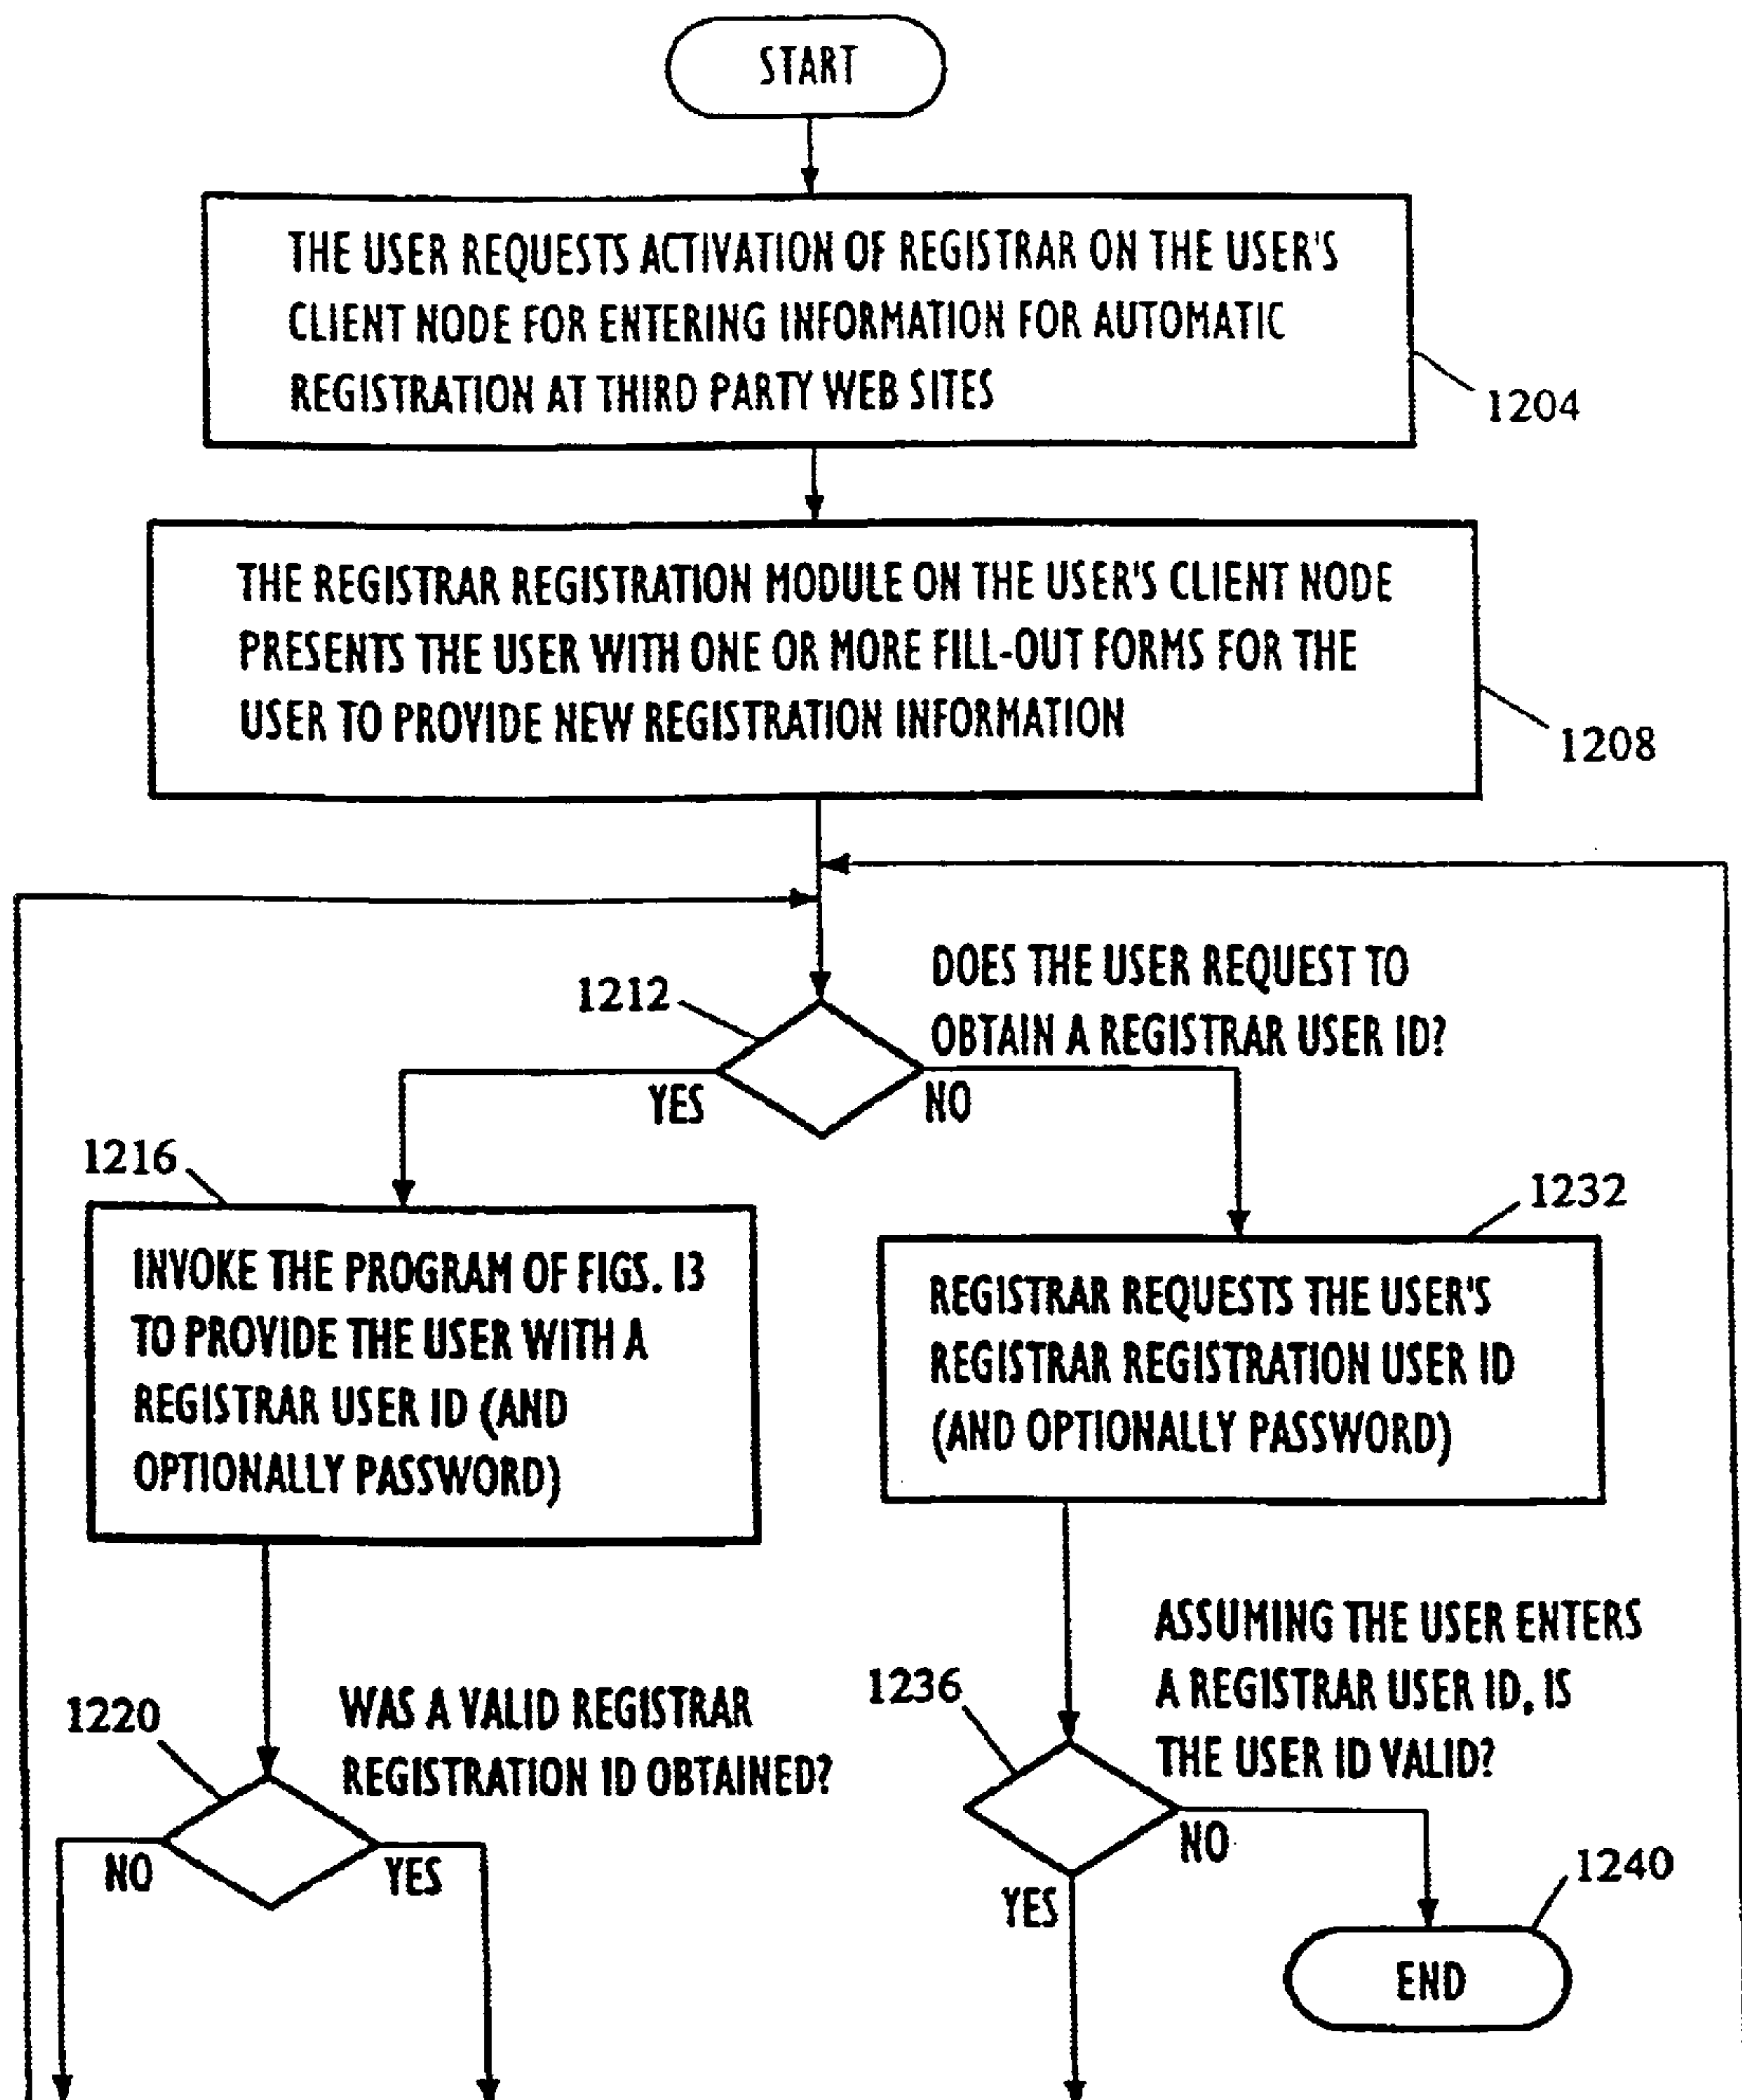 START
THE USER REQUESTS ACTIVATION OF REGISTRAR ON THE USER'S
CLIENT NODE FOR ENTERING INFORMATION FOR AUTOMATIC
REGISTRATION AT THIRD PARTY WEB SITES
1204
THE REGISTRAR REGISTRATION MODULE ON THE USER'S CLIENT NODE
PRESENTS THE USER WITH ONE OR MORE FILL-OUT FORMS FOR THE
USER TO PROVIDE NEW REGISTRATION INFORMATION
1208
1212
DOES THE USER REQUEST TO
OBTAIN A REGISTRAR USER ID?
YES
NO
1216
INVOKE THE PROGRAM OF FIGS. 13
TO PROVIDE THE USER WITH A
REGISTRAR USER ID (AND
OPTIONALLY PASSWORD)
1232
REGISTRAR REQUESTS THE USER'S
REGISTRAR REGISTRATION USER ID
(AND OPTIONALLY PASSWORD)
1220
WAS A VALID REGISTRAR
REGISTRATION ID OBTAINED?
NO
YES
1236
ASSUMING THE USER ENTERS
A REGISTRAR USER ID, IS
THE USER ID VALID?
NO
YES
1240
END